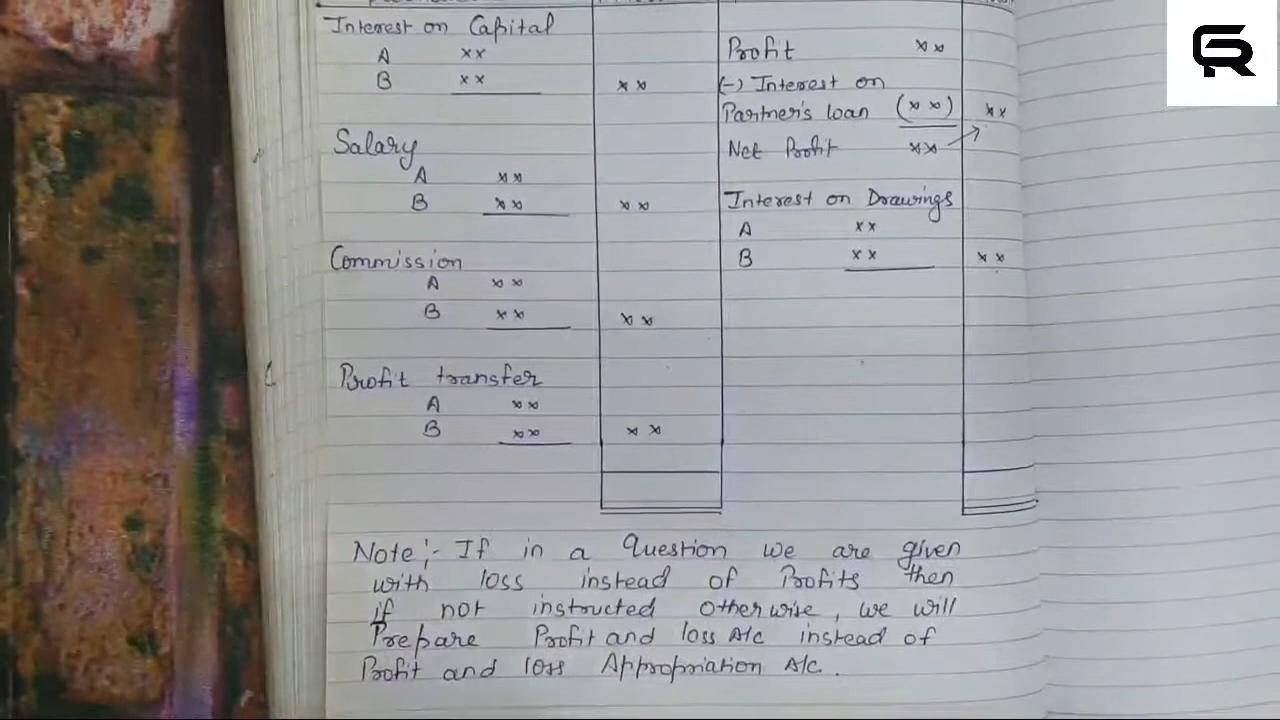 Interest on Capital
A xx
B xx xx
Salary
A xx
B xx xx
Commission
A xx
B xx xx
Profit transfer
A xx
B xx xx
Profit xx
(-) Interest on
Partner's loan (xx) xx
Net Profit xx
Interest on Drawings
A xx
B xx xx
Note:- If in a Question we are given
with loss instead of Profits then
if not instructed otherwise, we will
Prepare Profit and loss A/c instead of
Profit and loss Appropriation A/c.